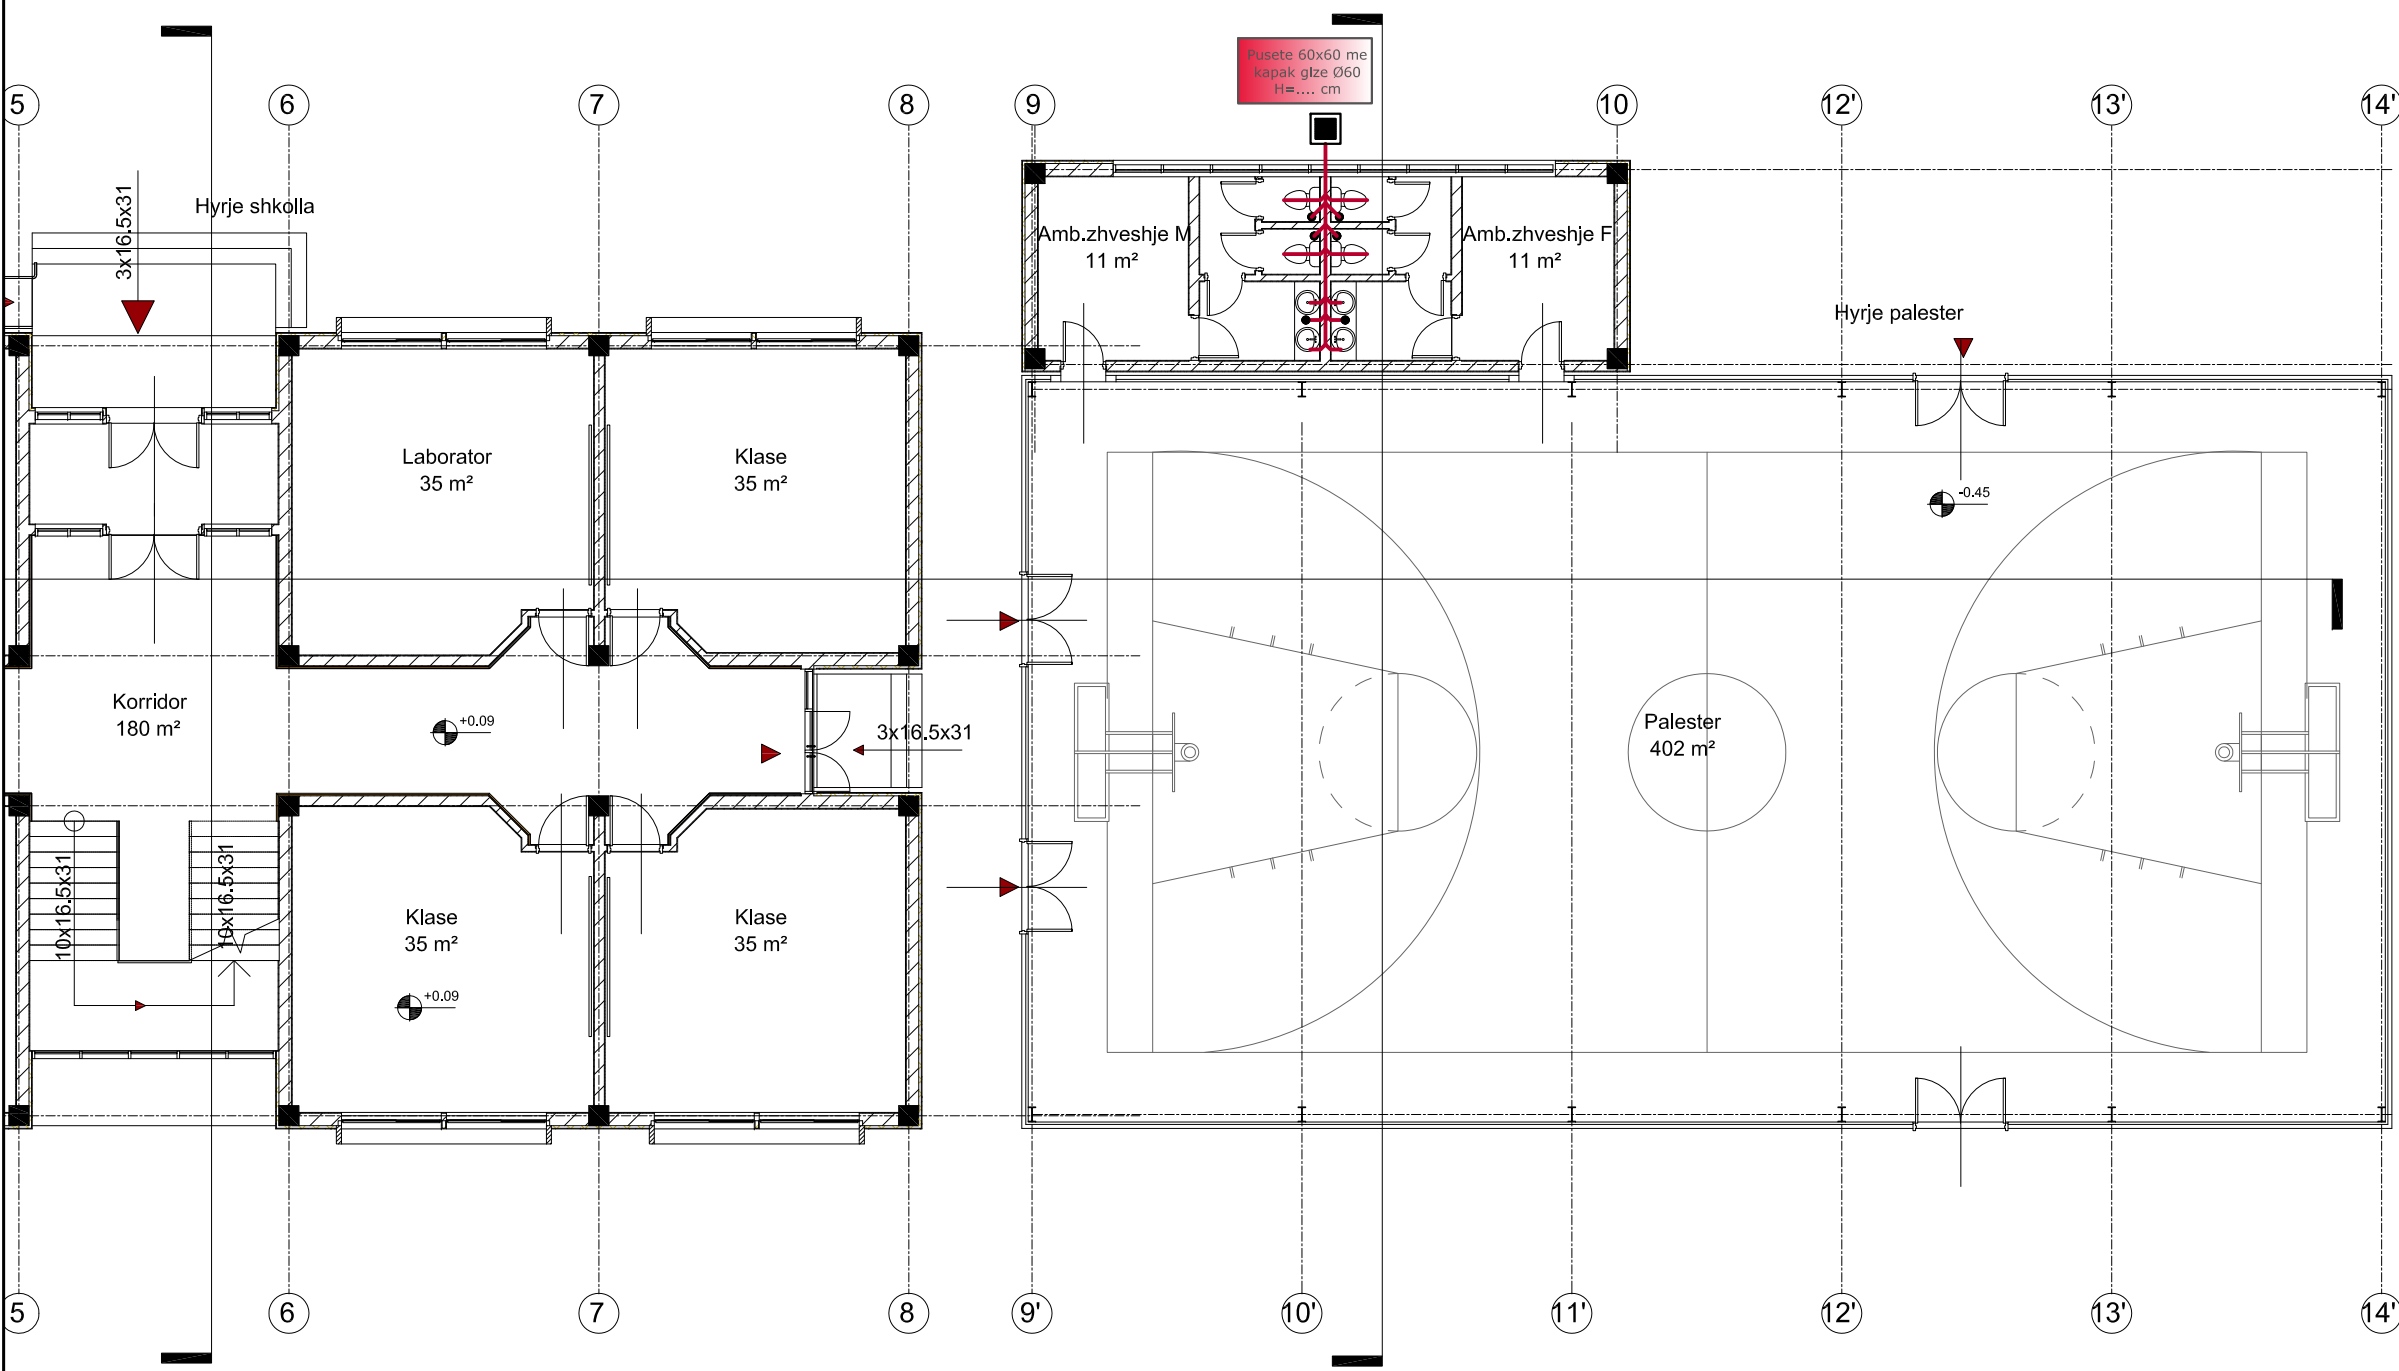 Pusete 60x60 me
kapak gize Ø60
H=.... cm
5
6
7
8
9
10
12'
13'
14'
3x16.5x31
Hyrje shkolla
Amb.zhveshje M
11 m²
Amb.zhveshje F
11 m²
Hyrje palester
Laborator
35 m²
Klase
35 m²
-0.45
Korridor
180 m²
+0.09
3x16.5x31
Palester
402 m²
10x16.5x31
10x16.5x31
Klase
35 m²
Klase
35 m²
+0.09
5
6
7
8
9'
10'
11'
12'
13'
14'